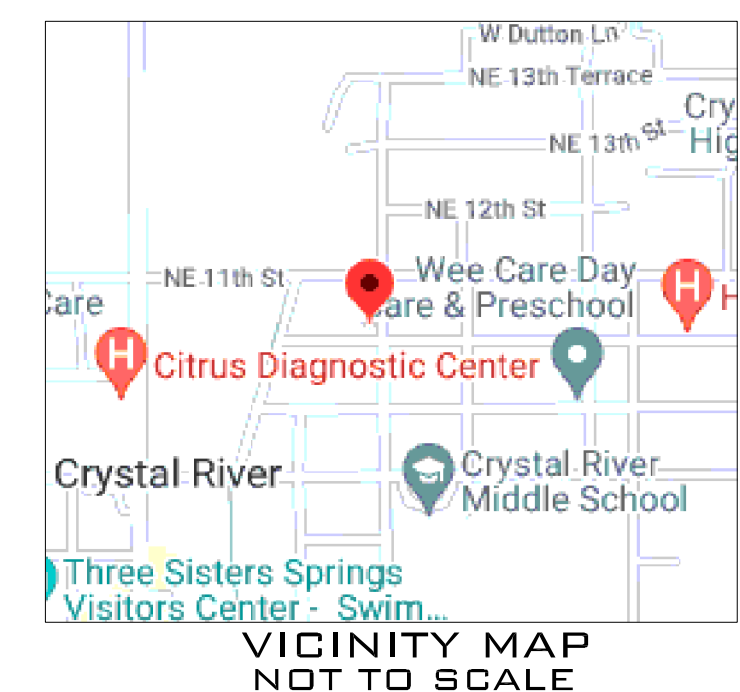 W Dutton Ln
NE 13th Terrace
Cry
NE 13th St
Hig
NE 12th St
NE 11th St
Wee Care Day
are & Preschool
Care
H
H
H
Citrus Diagnostic Center
Crystal River
Crystal River
Middle School
Three Sisters Springs
Visitors Center - Swim...
VICINITY MAP
NOT TO SCALE